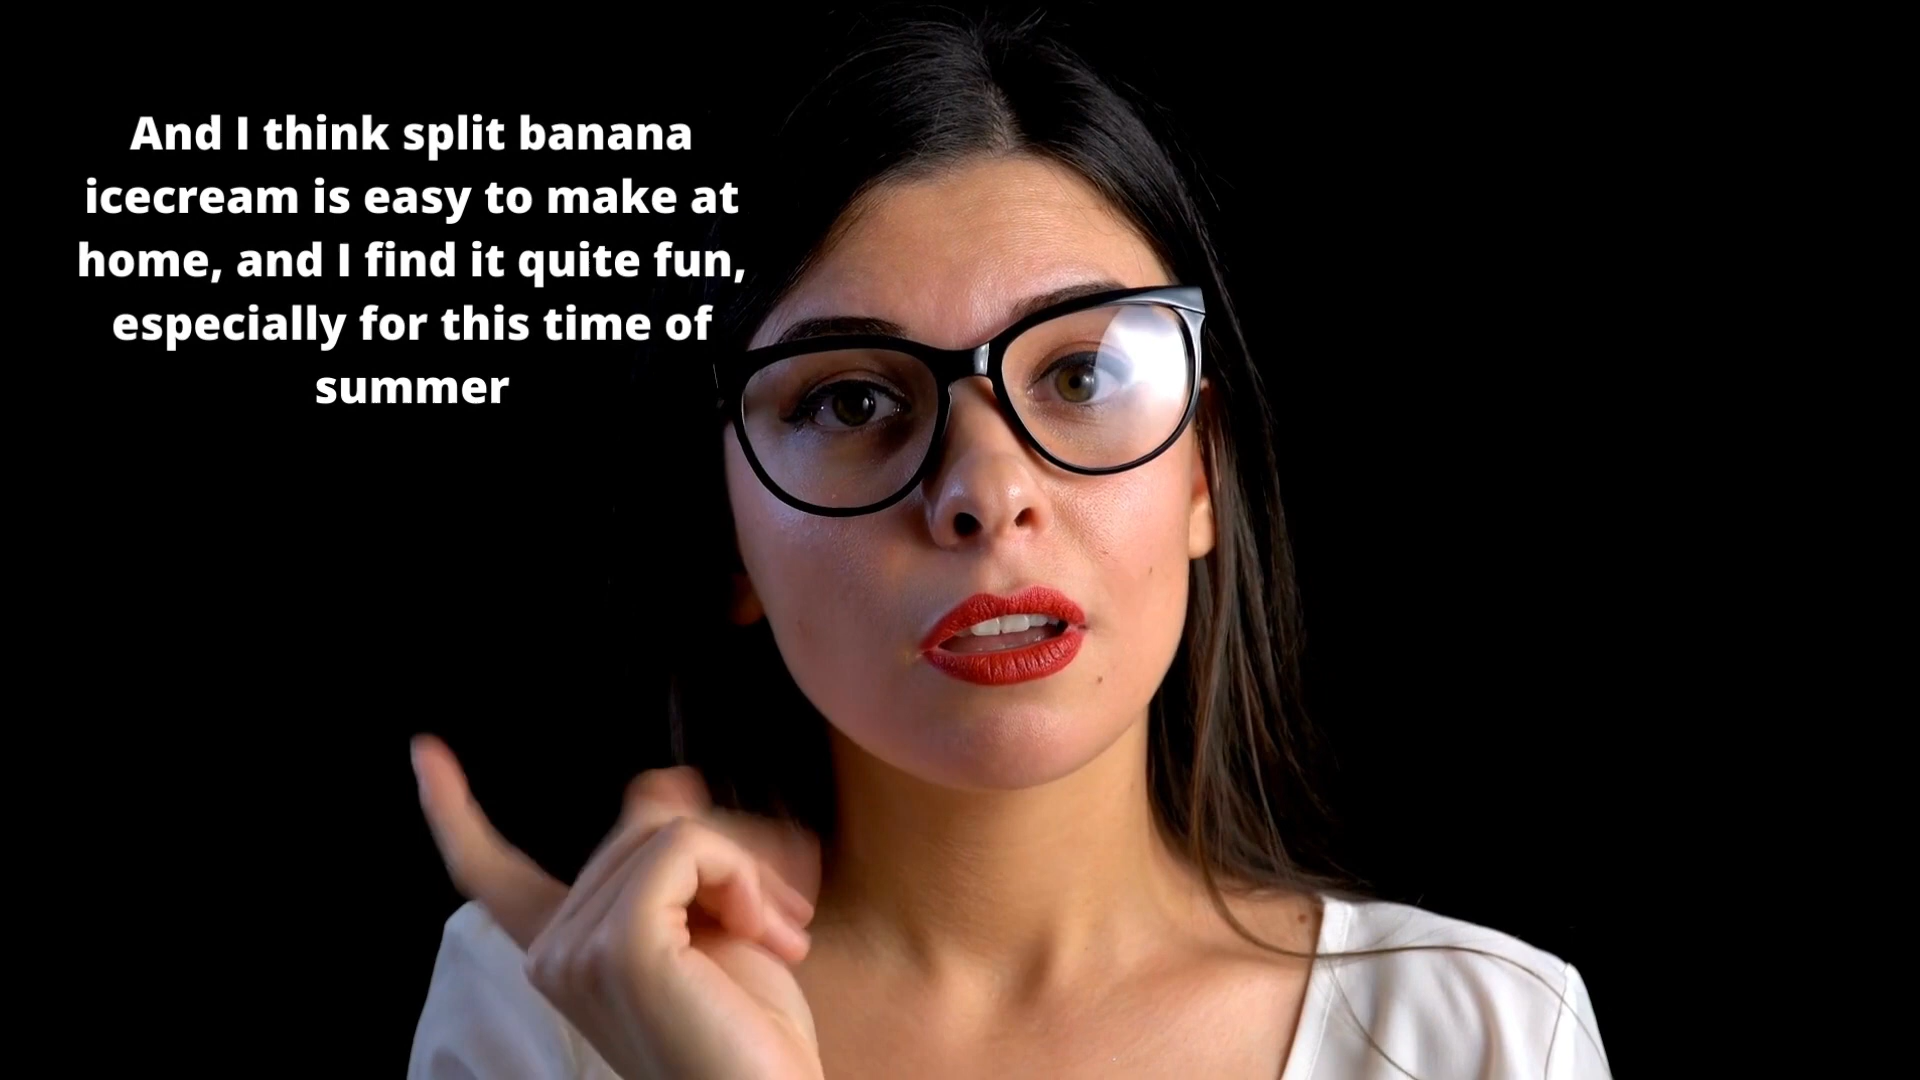 And I think split banana
icecream is easy to make at
home, and I find it quite fun,
especially for this time of
summer